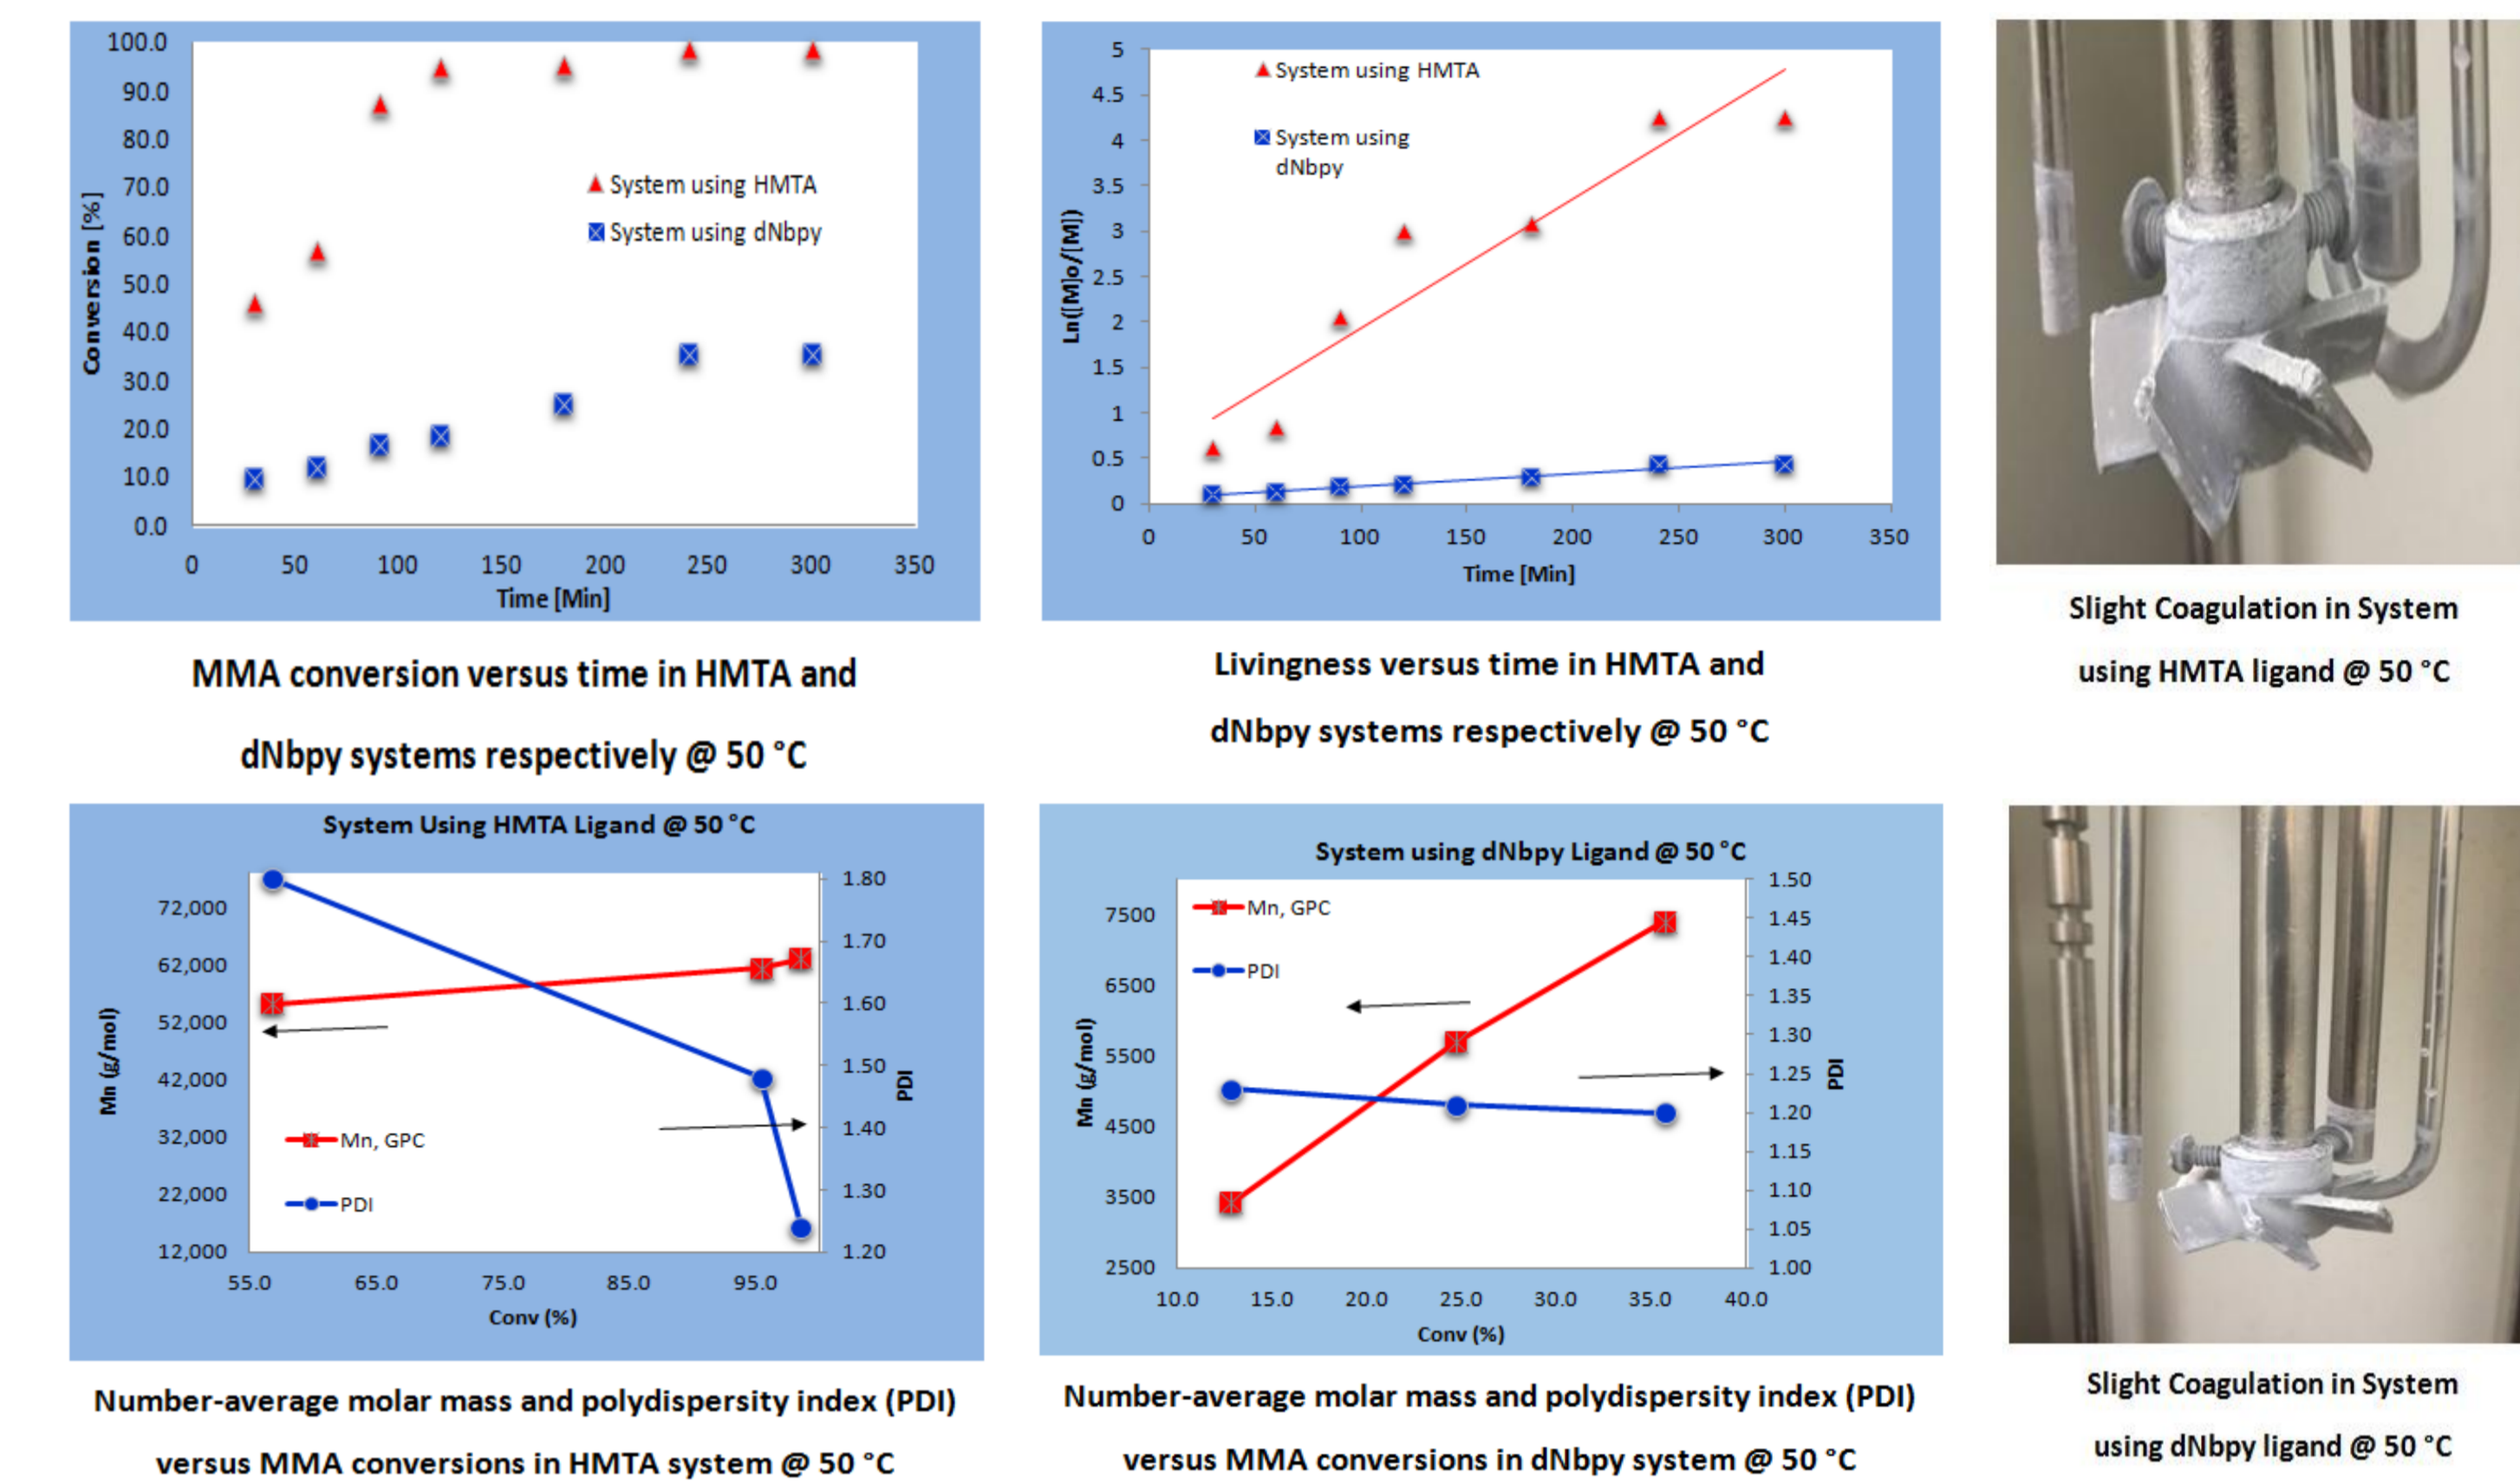 100.0
90.0
80.0
70.0
60.0
50.0
40.0
30.0
20.0
10.0
0.0
Conversion [%]
System using HMTA
System using dNbpy
0 50 100 150 200 250 300 350
Time [Min]
MMA conversion versus time in HMTA and
dNbpy systems respectively @ 50 °C
5
4.5
4
3.5
3
2.5
2
1.5
1
0.5
0
Ln([M]o/[M])
System using HMTA
System using
dNbpy
0 50 100 150 200 250 300 350
Time [Min]
Livingness versus time in HMTA and
dNbpy systems respectively @ 50 °C
Slight Coagulation in System
using HMTA ligand @ 50 °C
System Using HMTA Ligand @ 50 °C
72,000
62,000
52,000
42,000
32,000
22,000
12,000
Mn (g/mol)
Mn, GPC
PDI
1.80
1.70
1.60
1.50
1.40
1.30
1.20
PDI
55.0 65.0 75.0 85.0 95.0
Conv (%)
Number-average molar mass and polydispersity index (PDI)
versus MMA conversions in HMTA system @ 50 °C
System using dNbpy Ligand @ 50 °C
7500
6500
5500
4500
3500
2500
Mn (g/mol)
Mn, GPC
PDI
1.50
1.45
1.40
1.35
1.30
1.25
1.20
1.15
1.10
1.05
1.00
PDI
10.0 15.0 20.0 25.0 30.0 35.0 40.0
Conv (%)
Number-average molar mass and polydispersity index (PDI)
versus MMA conversions in dNbpy system @ 50 °C
Slight Coagulation in System
using dNbpy ligand @ 50 °C